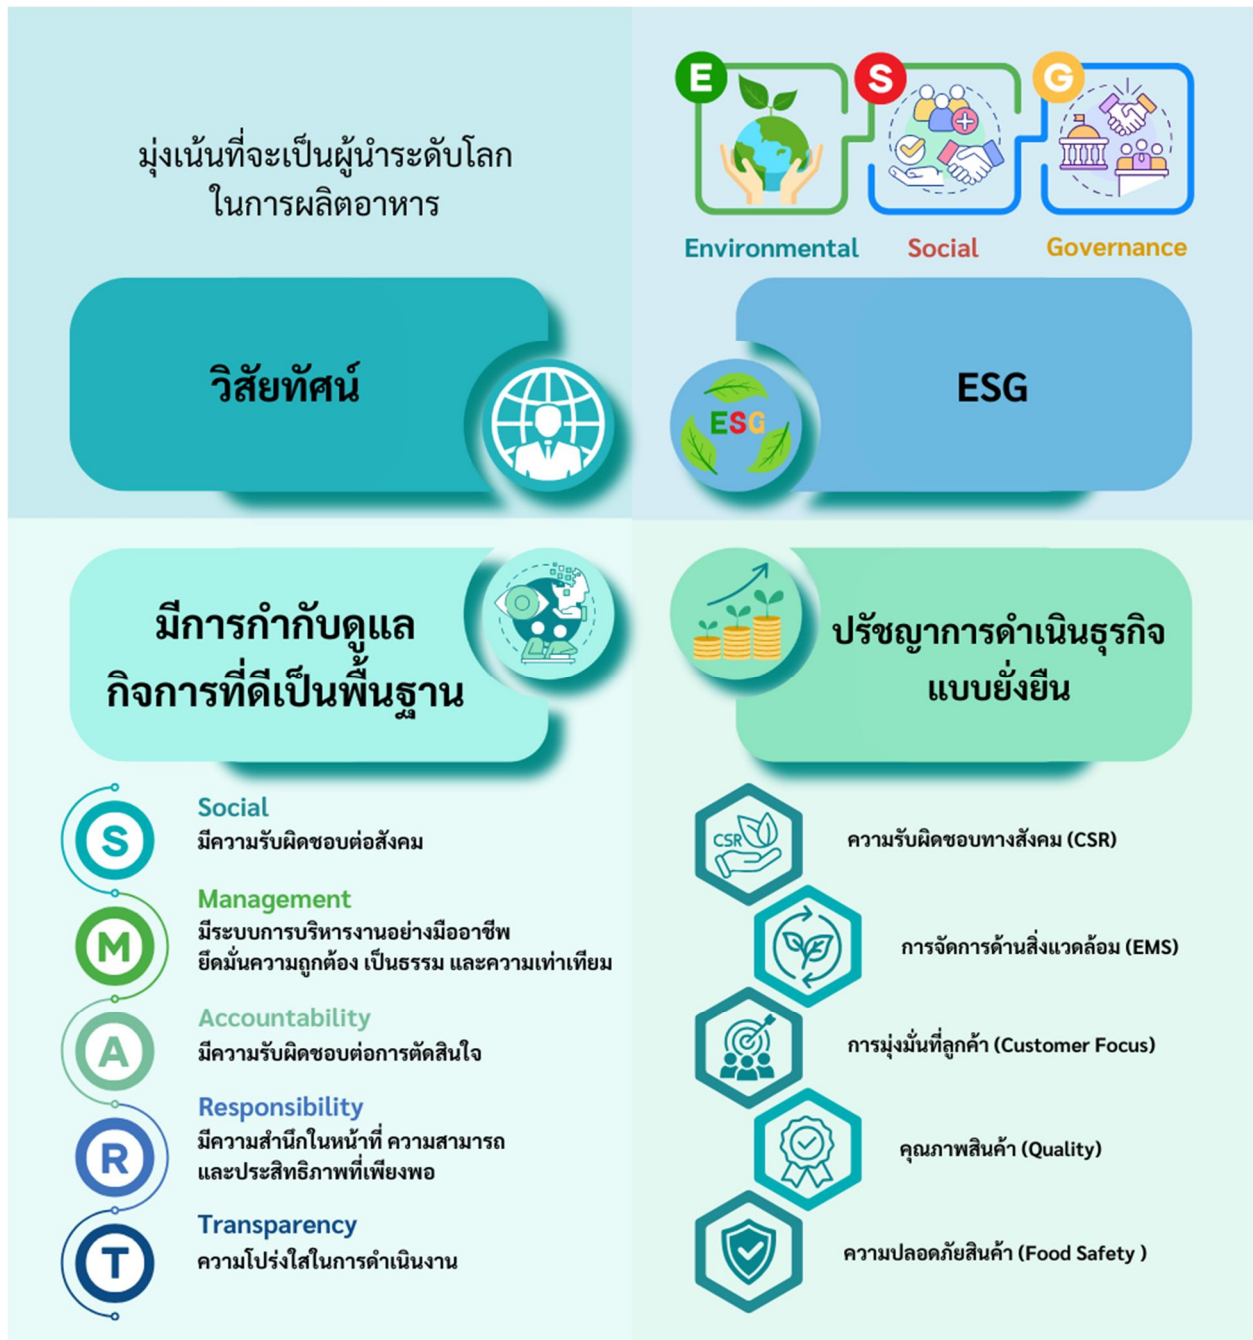 มุ่งเน้นที่จะเป็นผู้นำระดับโลก
ในการผลิตอาหาร
วิสัยทัศน์
E
S
G
Environmental
Social
Governance
ESG
ESG
มีการกำกับดูแล
กิจการที่ดีเป็นพื้นฐาน
S
Social
มีความรับผิดชอบต่อสังคม
M
Management
มีระบบการบริหารงานอย่างมืออาชีพ
ยึดมั่นความถูกต้อง เป็นธรรม และความเท่าเทียม
A
Accountability
มีความรับผิดชอบต่อการตัดสินใจ
R
Responsibility
มีความสำนึกในหน้าที่ ความสามารถ
และประสิทธิภาพที่เพียงพอ
T
Transparency
ความโปร่งใสในการดำเนินงาน
ปรัชญาการดำเนินธุรกิจ
แบบยั่งยืน
CSR
ความรับผิดชอบทางสังคม (CSR)
การจัดการด้านสิ่งแวดล้อม (EMS)
การมุ่งมั่นที่ลูกค้า (Customer Focus)
คุณภาพสินค้า (Quality)
ความปลอดภัยสินค้า (Food Safety )